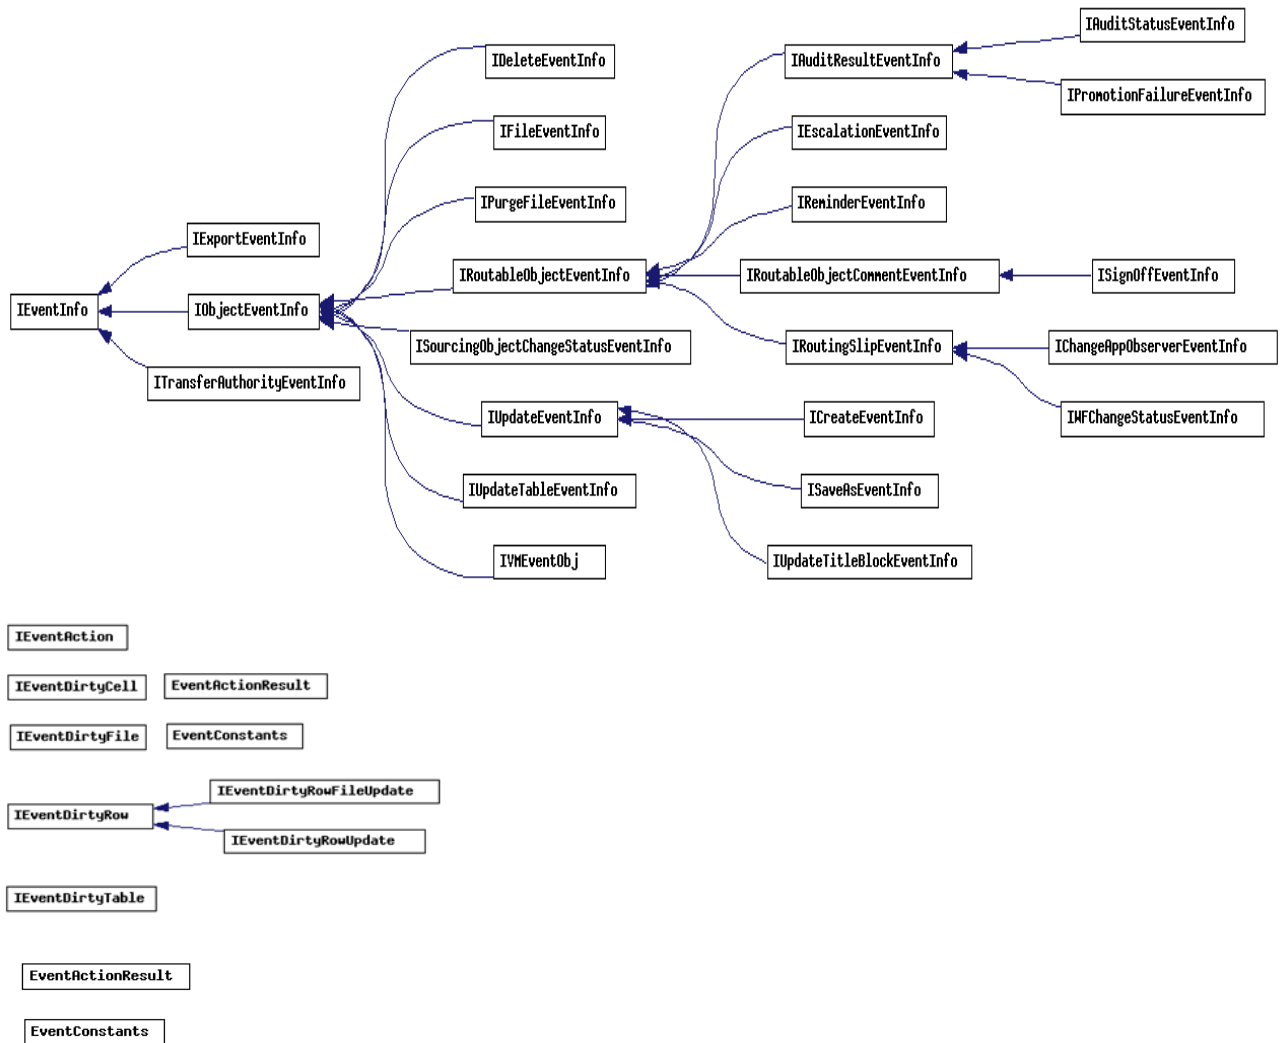 IAuditStatusEventInfo
IDeleteEventInfo
IAuditResultEventInfo
IPromotionFailureEventInfo
IFileEventInfo
IEscalationEventInfo
IPurgeFileEventInfo
IReminderEventInfo
IExportEventInfo
IRoutableObjectEventInfo
IRoutableObjectCommentEventInfo
ISignOffEventInfo
IEventInfo
IObjectEventInfo
ISourcingObjectChangeStatusEventInfo
IRoutingSlipEventInfo
IChangeAppObserverEventInfo
ITransferAuthorityEventInfo
IUpdateEventInfo
ICreateEventInfo
IWFChangeStatusEventInfo
IUpdateTableEventInfo
ISaveAsEventInfo
IVMEventObj
IUpdateTitleBlockEventInfo
IEventAction
IEventDirtyCell
EventActionResult
IEventDirtyFile
EventConstants
IEventDirtyRowFileUpdate
IEventDirtyRow
IEventDirtyRowUpdate
IEventDirtyTable
EventActionResult
EventConstants